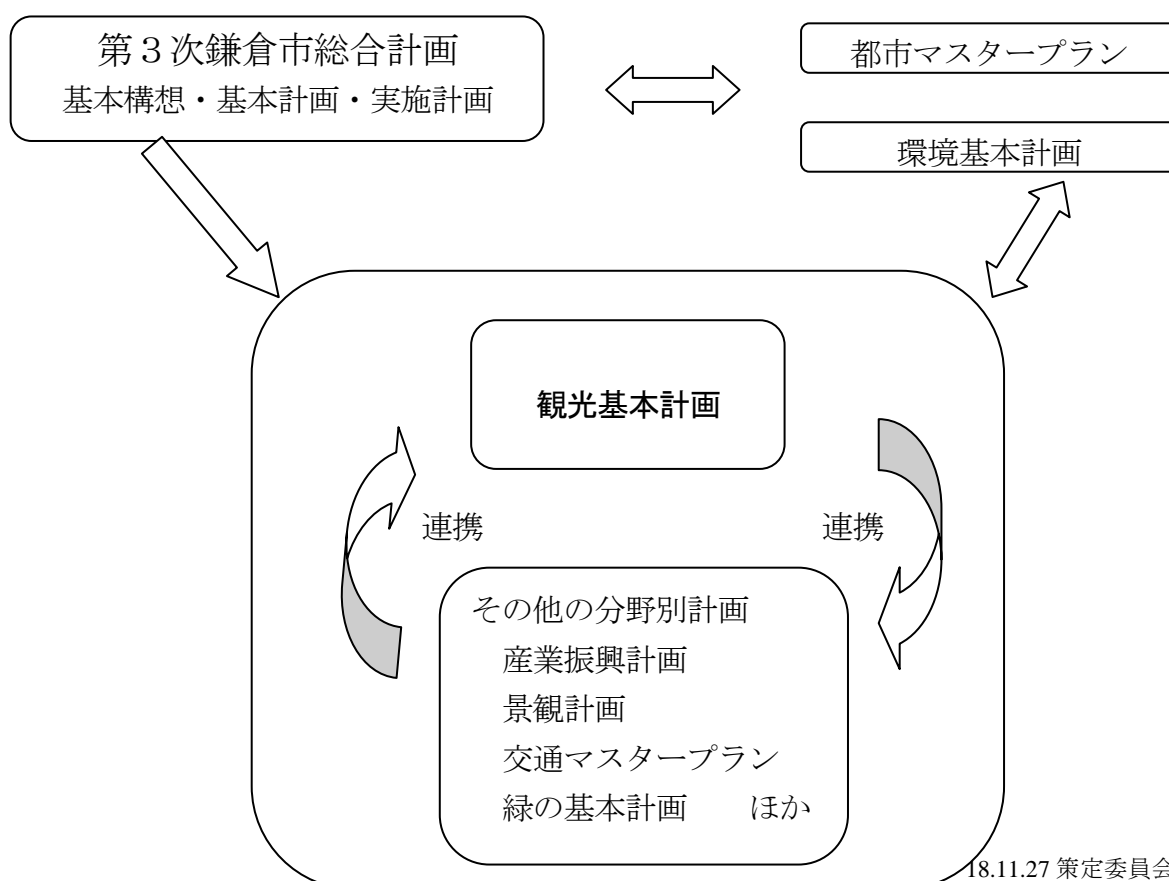 第３次鎌倉市総合計画
基本構想・基本計画・実施計画
都市マスタープラン
環境基本計画
観光基本計画
連携
連携
その他の分野別計画
産業振興計画
景観計画
交通マスタープラン
緑の基本計画　　ほか
18.11.27 策定委員会